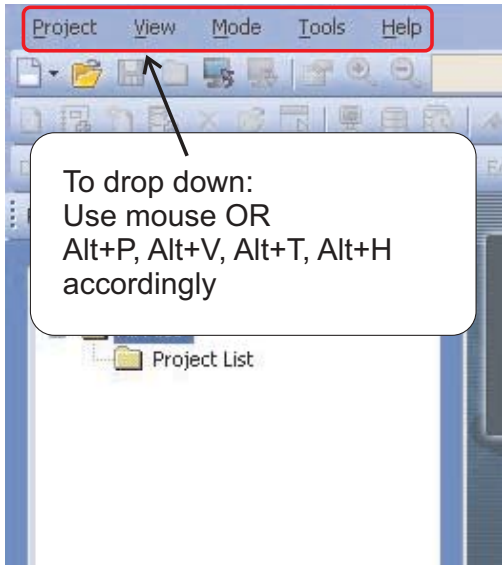 Project View Mode Tools Help
To drop down:
Use mouse OR
Alt+P, Alt+V, Alt+T, Alt+H
accordingly
Project List